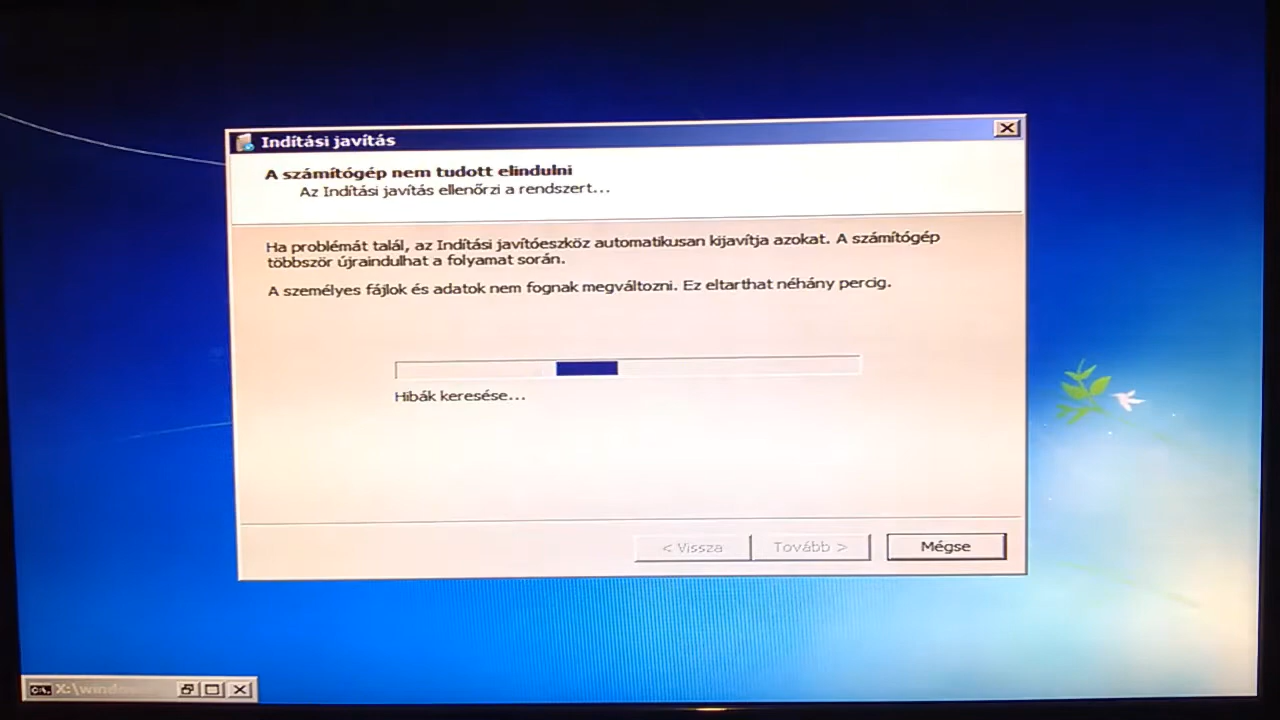 Indítási javítás
A számítógép nem tudott elindulni
Az Indítási javítás ellenőrzi a rendszert...
Ha problémát talál, az Indítási javítóeszköz automatikusan kijavítja azokat. A számítógép
többször újraindulhat a folyamat során.
A személyes fájlok és adatok nem fognak megváltozni. Ez eltarthat néhány percig.
Hibák keresése...
< Vissza
Tovább >
Mégse